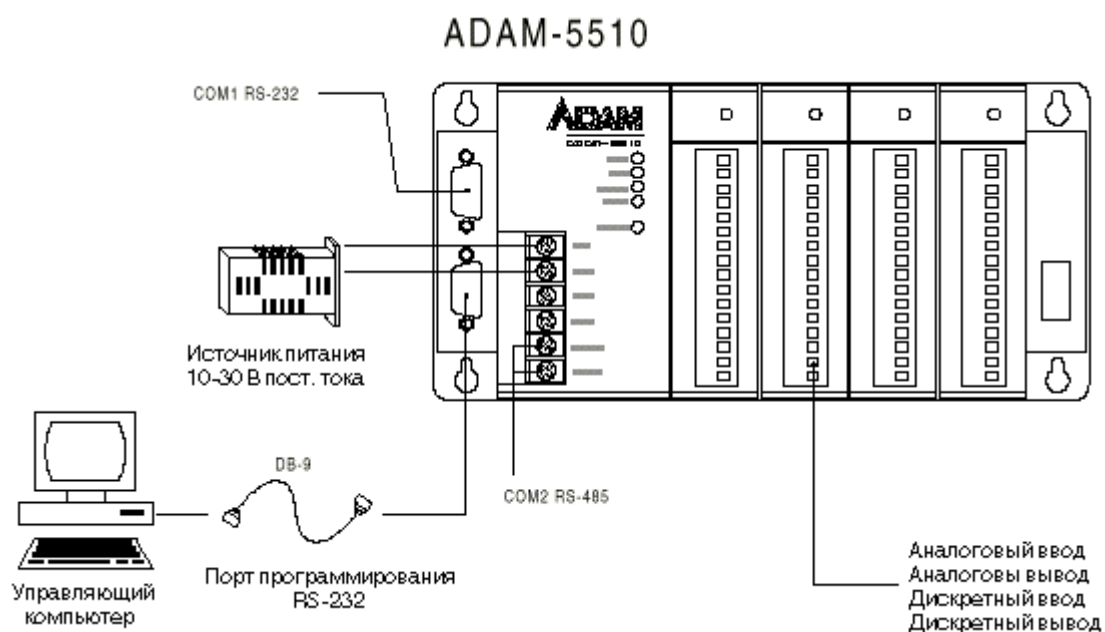 ADAM-5510
COM1 RS-232
ADAM
Источник питания
10-30 В пост. тока
DB-9
COM2 RS-485
Порт программирования
RS-232
Управляющий
компьютер
Аналоговый ввод
Аналоговы вывод
Дискретный ввод
Дискретный вывод